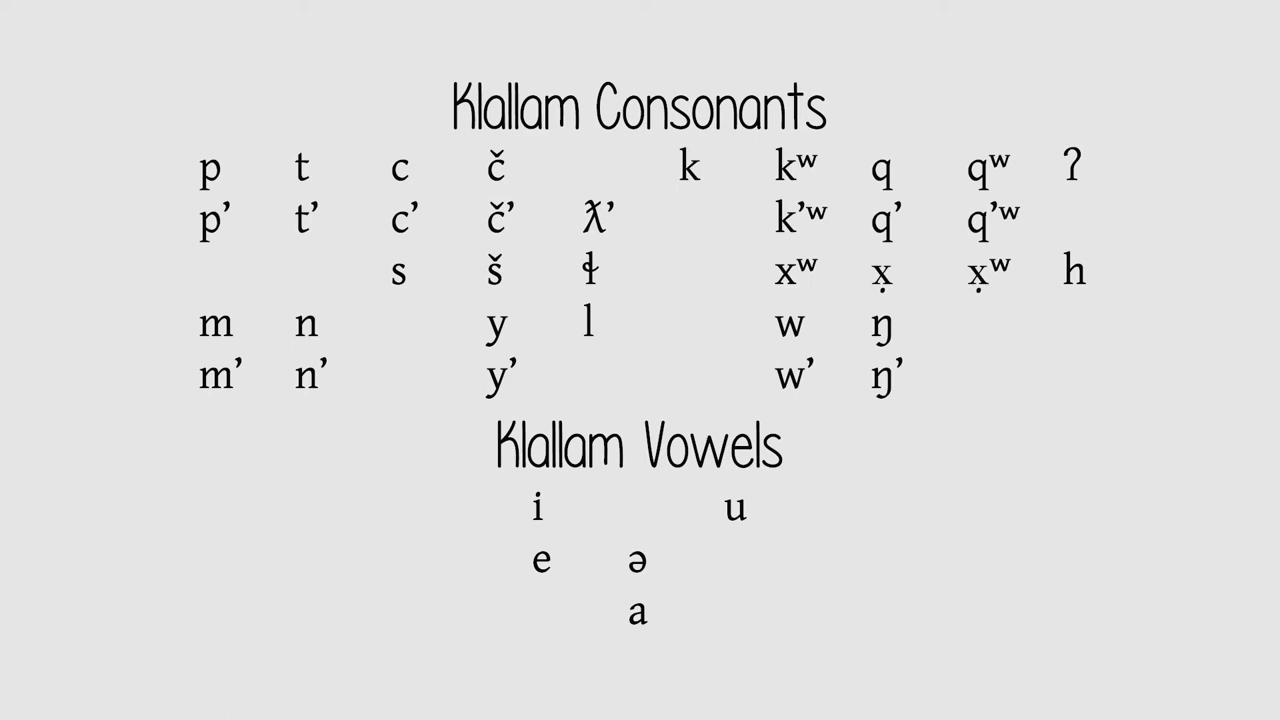 Klallam Consonants
p t c č k kʷ q qʷ ʔ
p’ t’ c’ č’ ƛ’ k’ʷ q’ q’ʷ
s š ɬ xʷ x̣ x̣ʷ h
m n y l w ŋ
m’ n’ y’ w’ ŋ’
Klallam Vowels
i u
e ə
a